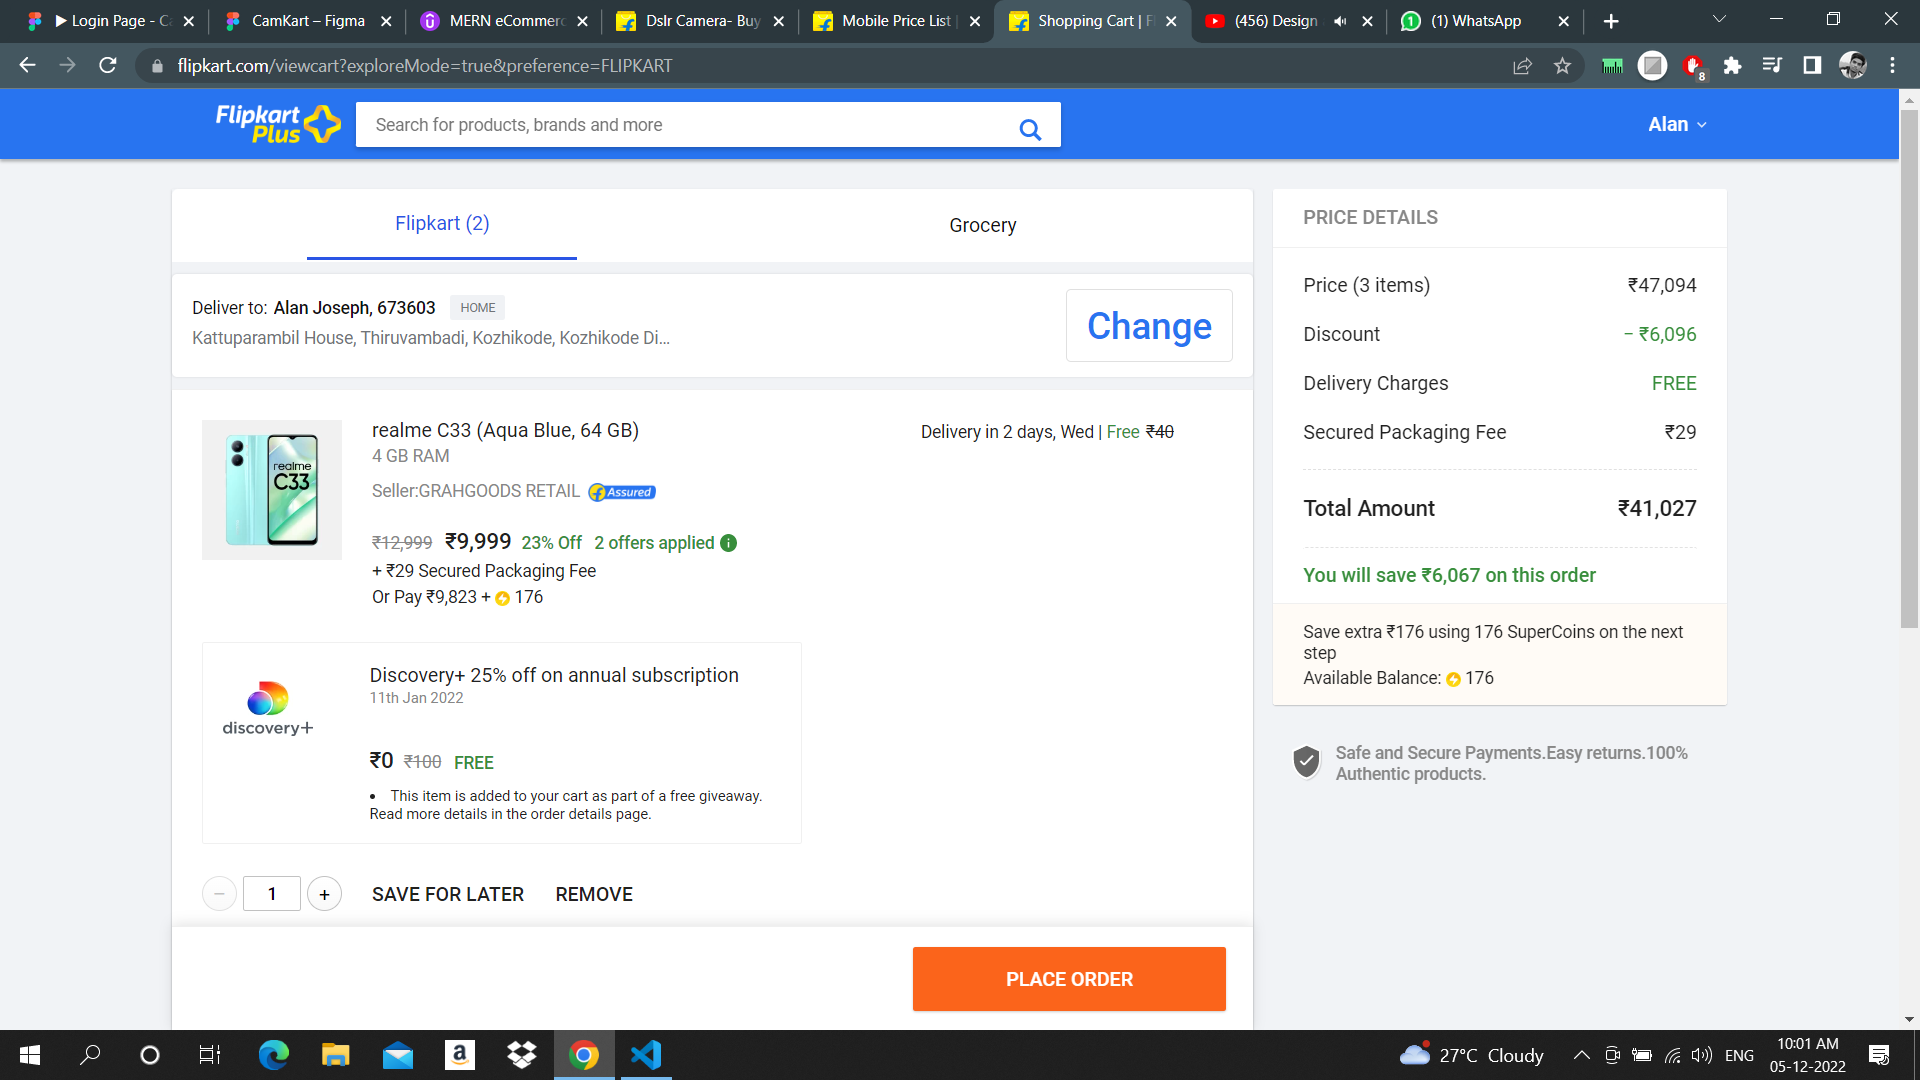 ▶ Login Page - Ca
CamKart – Figma
MERN eCommerc
Dslr Camera- Buy
Mobile Price List |
Shopping Cart | Fl
(456) Design
(1) WhatsApp
flipkart.com/viewcart?exploreMode=true&preference=FLIPKART
8
Flipkart
Plus
Search for products, brands and more
Alan
Flipkart (2)
Grocery
Deliver to: Alan Joseph, 673603 HOME
Kattuparambil House, Thiruvambadi, Kozhikode, Kozhikode Di...
Change
realme
C33
realme C33 (Aqua Blue, 64 GB)
4 GB RAM
Seller:GRAHGOODS RETAIL Assured
₹12,999 ₹9,999 23% Off 2 offers applied
+ ₹29 Secured Packaging Fee
Or Pay ₹9,823 + 176
Delivery in 2 days, Wed | Free ₹40
discovery+
Discovery+ 25% off on annual subscription
11th Jan 2022
₹0 ₹100 FREE
• This item is added to your cart as part of a free giveaway.
Read more details in the order details page.
− 1 +
SAVE FOR LATER REMOVE
PLACE ORDER
PRICE DETAILS
Price (3 items) ₹47,094
Discount − ₹6,096
Delivery Charges FREE
Secured Packaging Fee ₹29
Total Amount ₹41,027
You will save ₹6,067 on this order
Save extra ₹176 using 176 SuperCoins on the next
step
Available Balance: 176
Safe and Secure Payments.Easy returns.100%
Authentic products.
27°C Cloudy
ENG
10:01 AM
05-12-2022